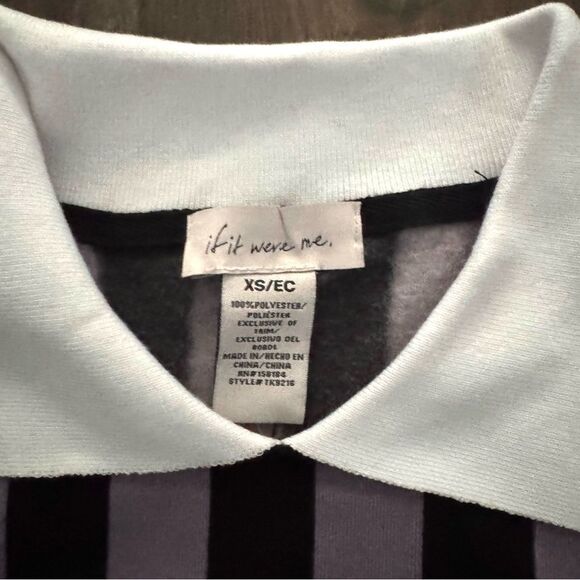 if it were me.
XS/EC
100%POLYESTER/
POLIÉSTER
EXCLUSIVE OF
TRIM/
EXCLUSIVO DEL
BORDE
MADE IN/HECHO EN
CHINA/CHINA
RN#158184
STYLE# TK9216